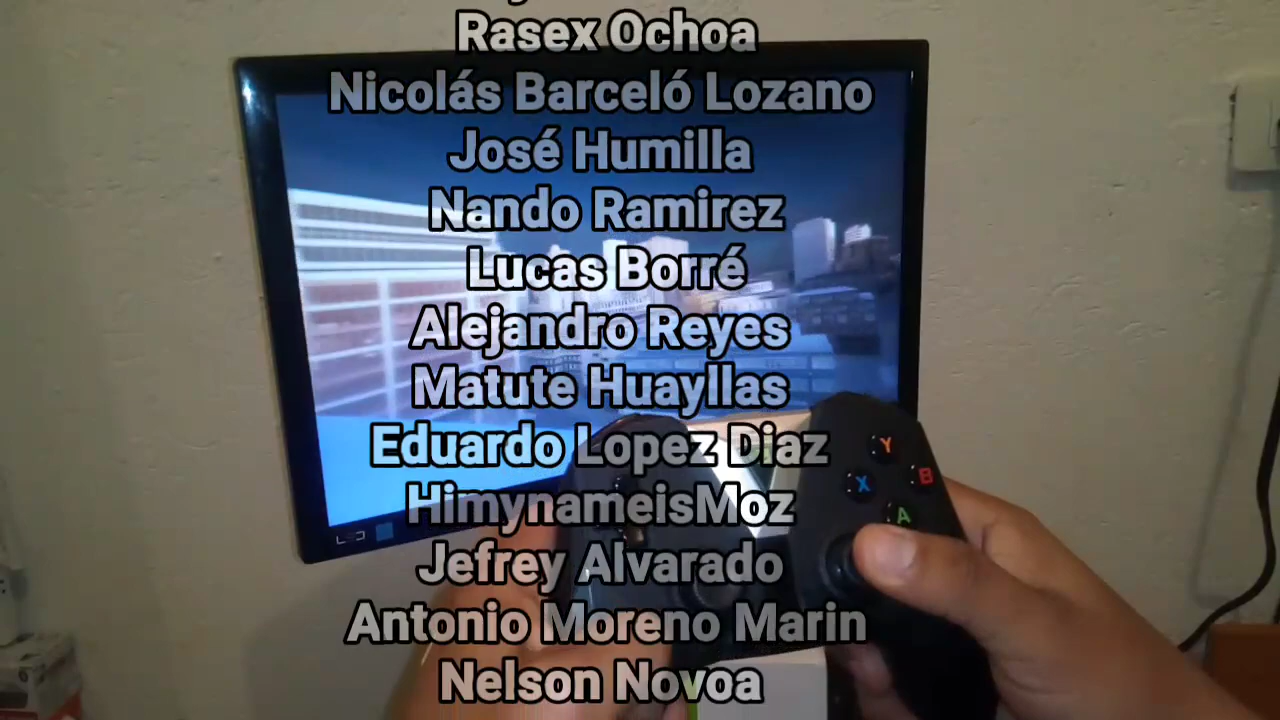 Rasex Ochoa
Nicolás Barceló Lozano
José Humilla
Nando Ramirez
Lucas Borré
Alejandro Reyes
Matute Huayllas
Eduardo Lopez Diaz
HimynameisMoz
Jefrey Alvarado
Antonio Moreno Marin
Nelson Novoa
Y
X
B
A